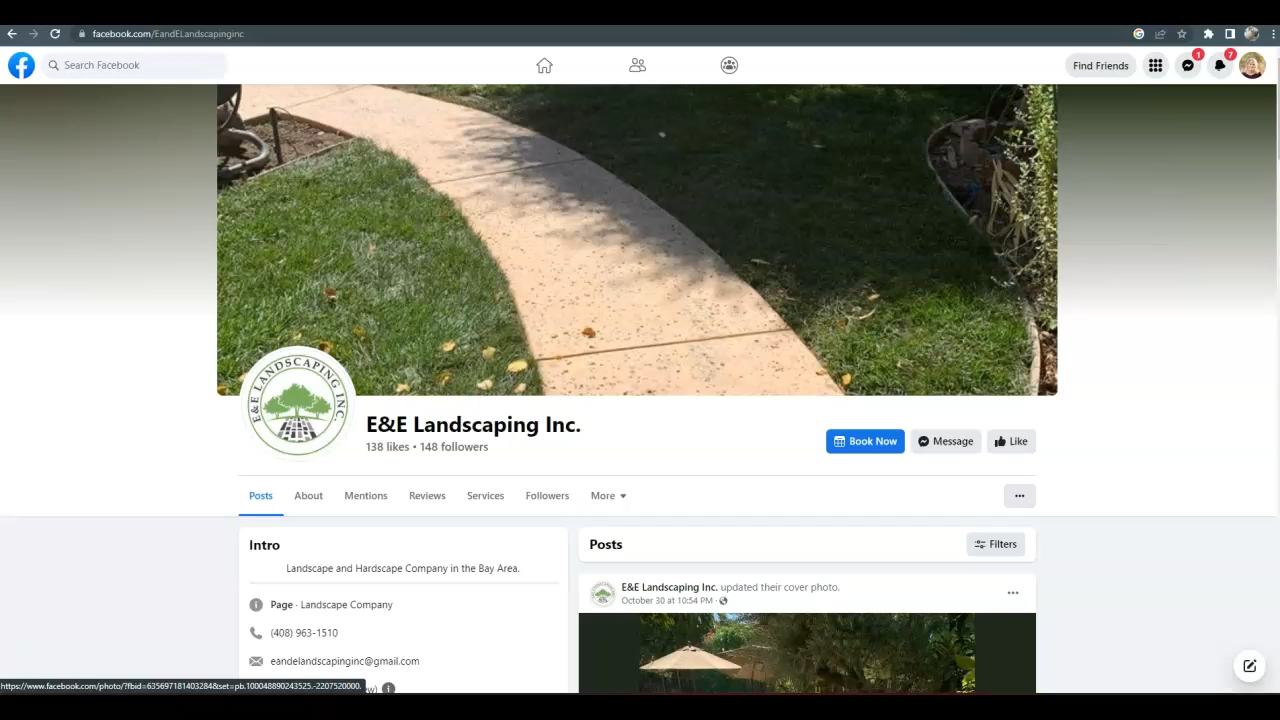 facebook.com/EandELandscapinginc
Search Facebook
Find Friends
1
7
E&E LANDSCAPING INC.
E&E Landscaping Inc.
138 likes • 148 followers
Book Now
Message
Like
Posts
About
Mentions
Reviews
Services
Followers
More
Intro
Landscape and Hardscape Company in the Bay Area.
Page · Landscape Company
(408) 963-1510
eandelandscapinginc@gmail.com
Posts
Filters
E&E Landscaping Inc. updated their cover photo.
October 30 at 10:54 PM ·
https://www.facebook.com/photo/?fbid=635697181403284&set=pb.100048890243525.-2207520000.